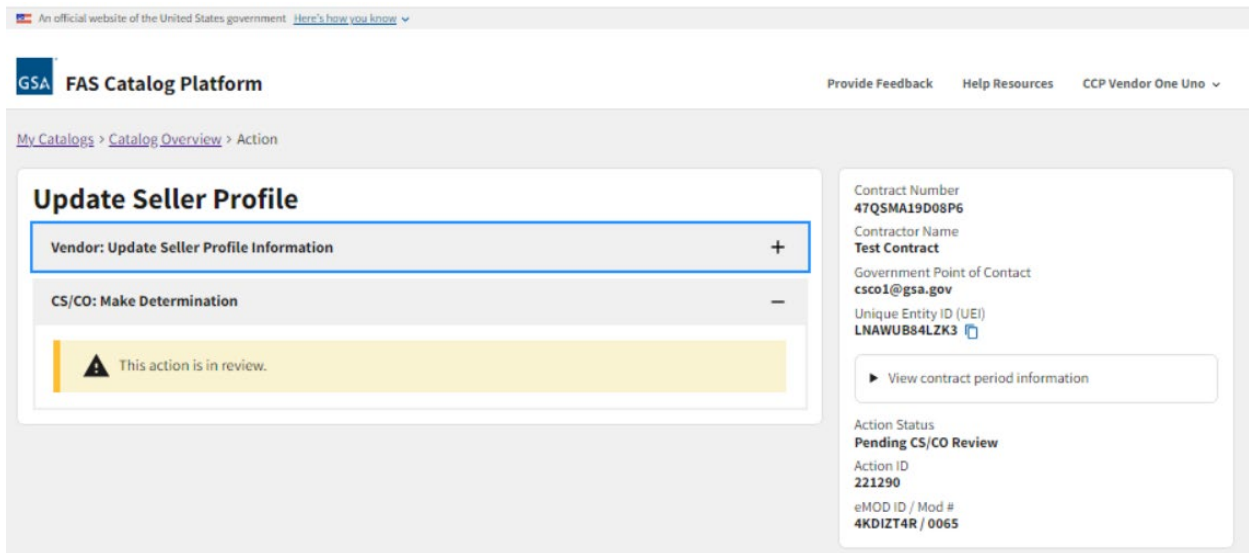 An official website of the United States government Here's how you know
GSA FAS Catalog Platform
Provide Feedback Help Resources CCP Vendor One Uno
My Catalogs > Catalog Overview > Action
Update Seller Profile
Vendor: Update Seller Profile Information +
CS/CO: Make Determination −
This action is in review.
Contract Number
47QSMA19D08P6
Contractor Name
Test Contract
Government Point of Contact
csco1@gsa.gov
Unique Entity ID (UEI)
LNAWUB84LZK3
View contract period information
Action Status
Pending CS/CO Review
Action ID
221290
eMOD ID / Mod #
4KDIZT4R / 0065